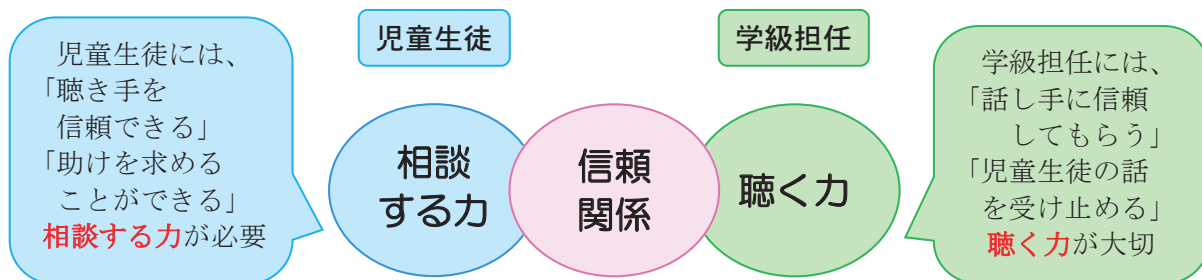 児童生徒には、
「聴き手を
信頼できる」
「助けを求める
ことができる」
相談する力が必要
児童生徒
相談
する力
信頼
関係
学級担任
聴く力
学級担任には、
「話し手に信頼
してもらう」
「児童生徒の話
を受け止める」
聴く力が大切